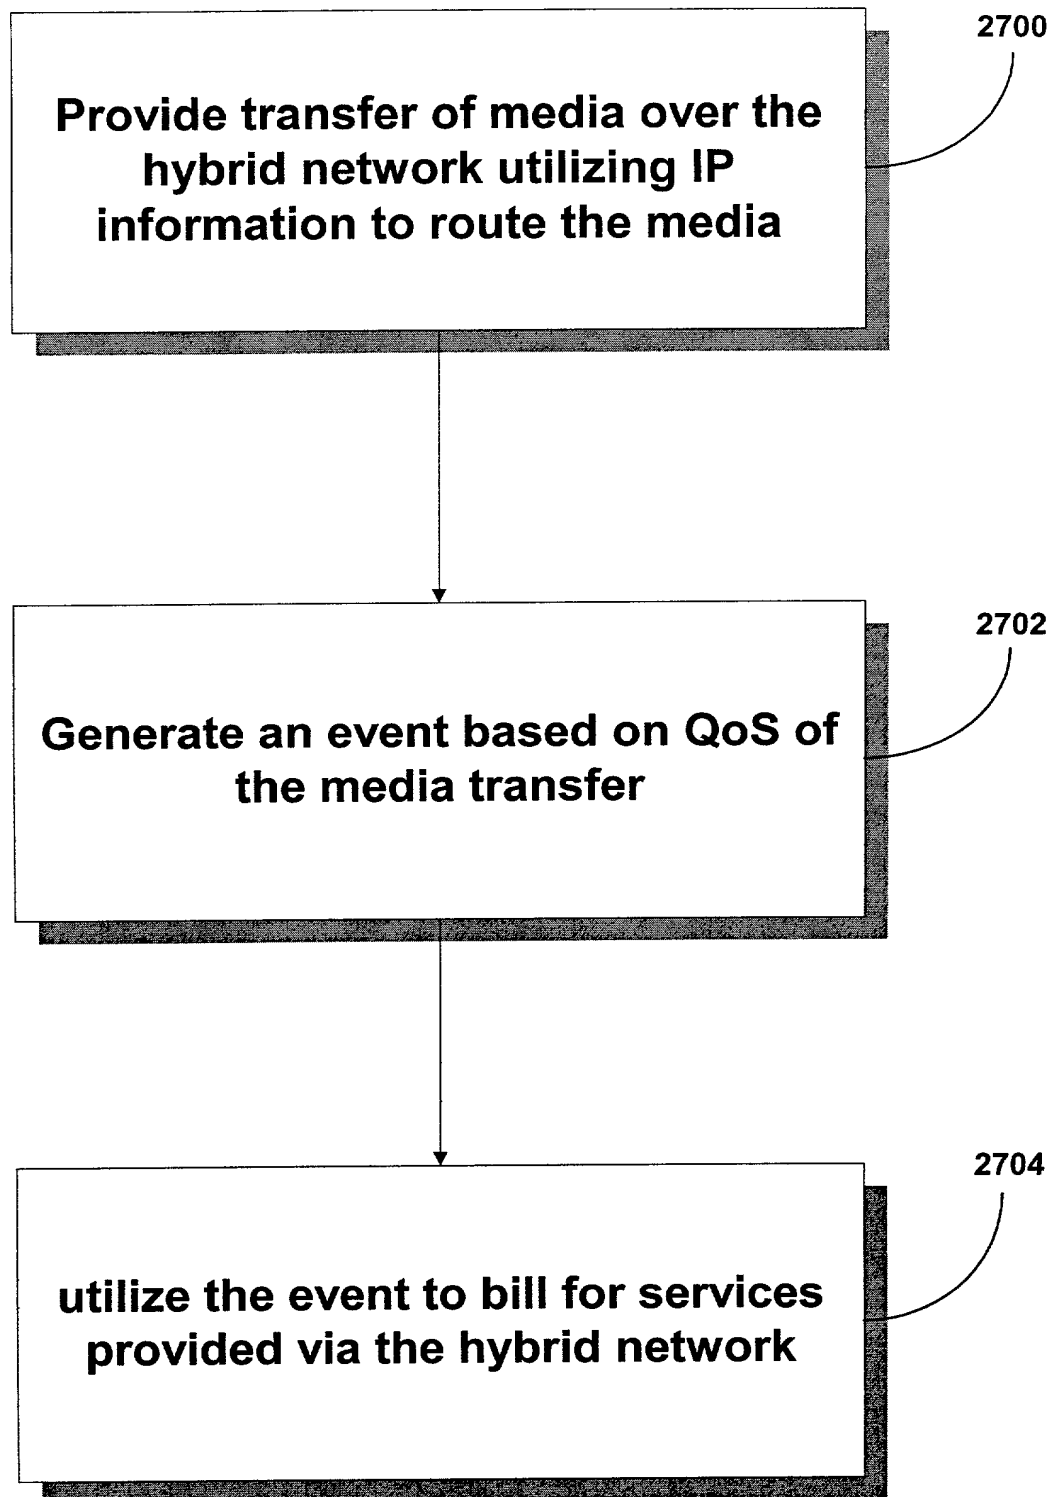 2700
Provide transfer of media over the
hybrid network utilizing IP
information to route the media
2702
Generate an event based on QoS of
the media transfer
2704
utilize the event to bill for services
provided via the hybrid network